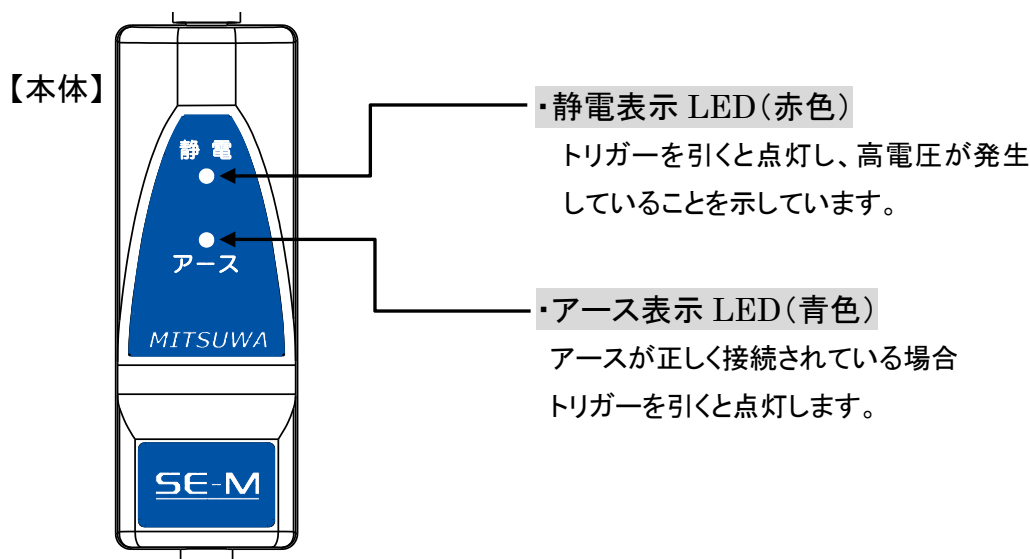 【本体】
静電
アース
MITSUWA
SE-M
・静電表示 LED（赤色）
トリガーを引くと点灯し、高電圧が発生
していることを示しています。
・アース表示 LED（青色）
アースが正しく接続されている場合
トリガーを引くと点灯します。